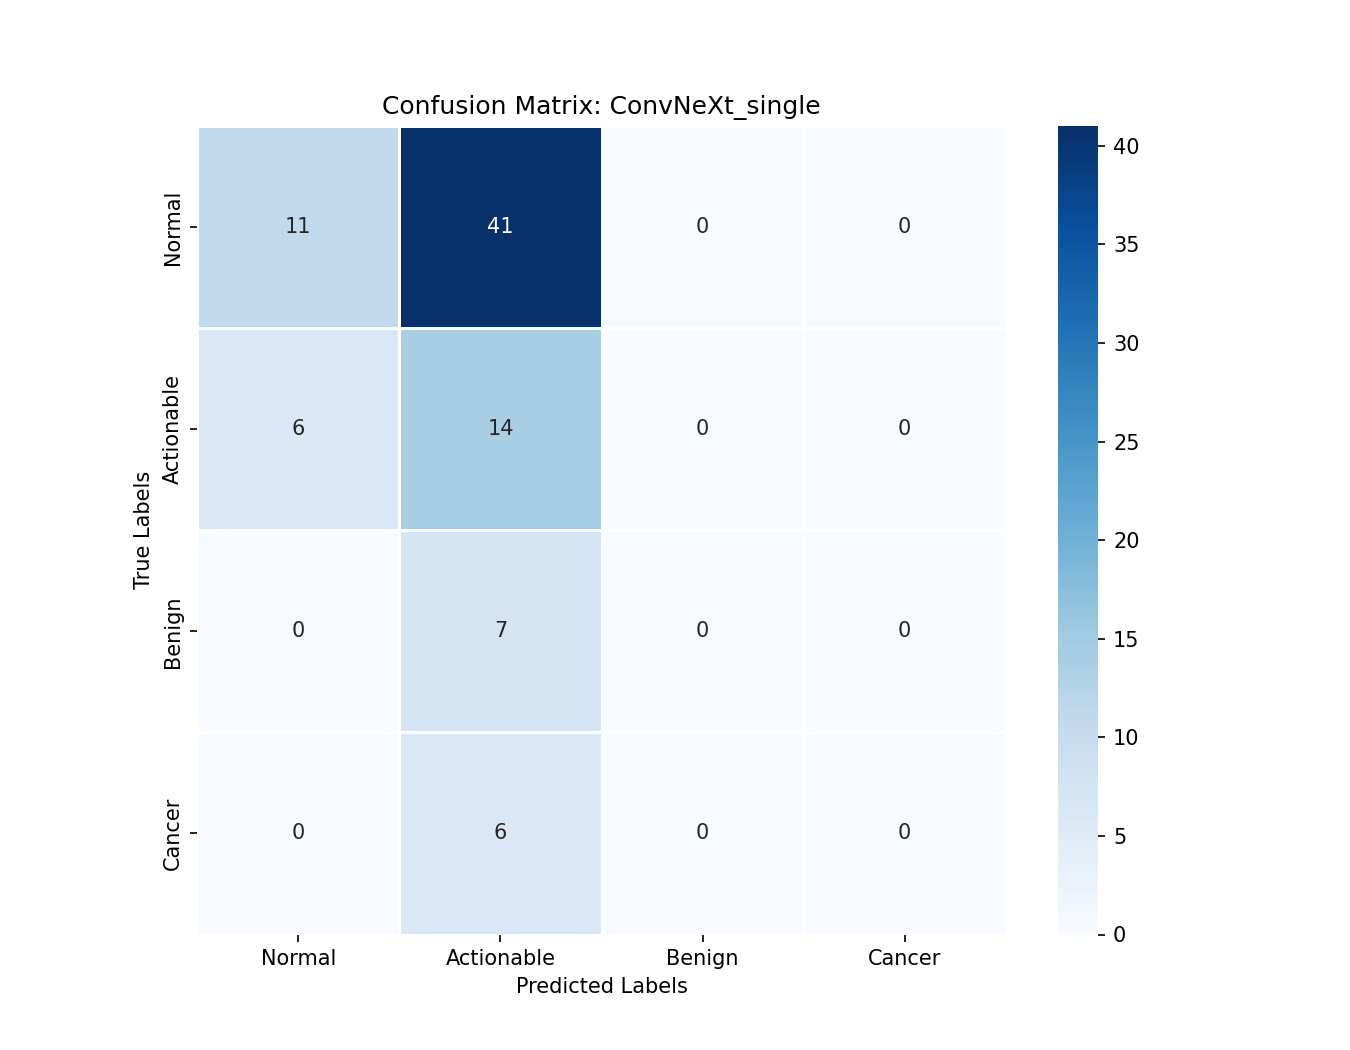 Confusion Matrix: ConvNeXt_single
True Labels
Normal
11 41 0 0
Actionable
6 14 0 0
Benign
0 7 0 0
Cancer
0 6 0 0
Normal Actionable Benign Cancer
Predicted Labels
40
35
30
25
20
15
10
5
0